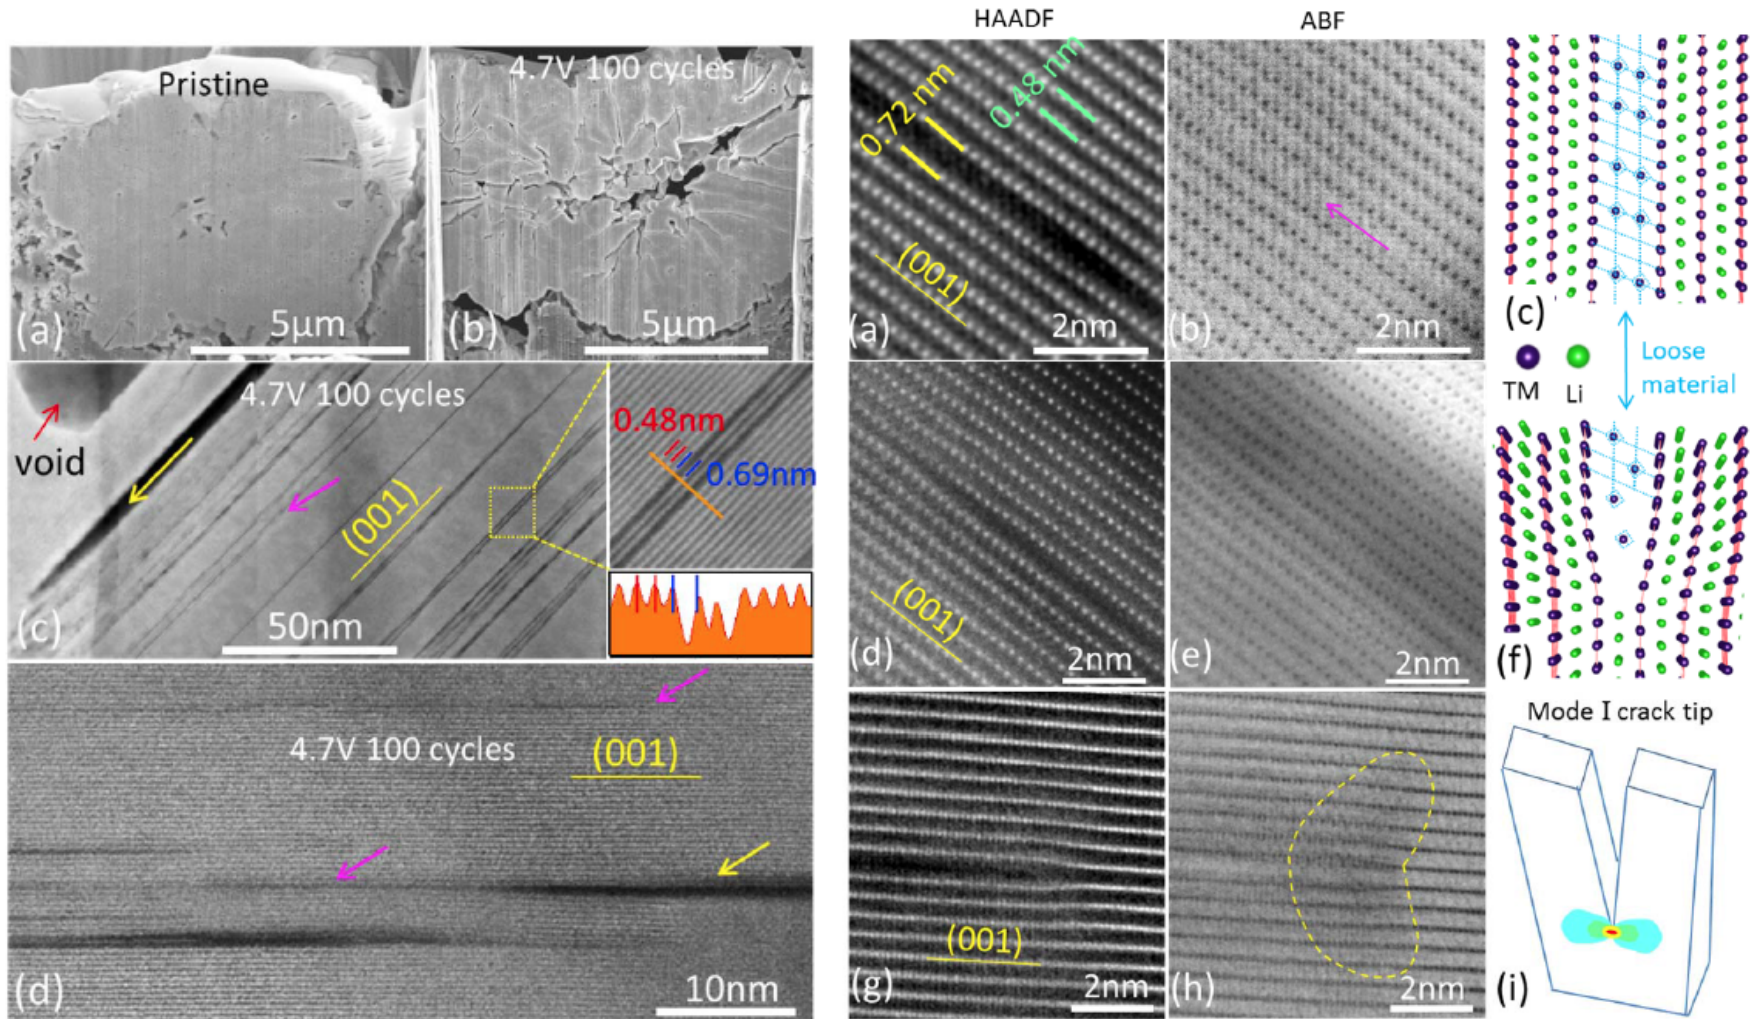 HAADF
ABF
Pristine
(a)
5μm
4.7V 100 cycles
(b)
5μm
void
4.7V 100 cycles
(001)
(c)
50nm
0.48nm
0.69nm
4.7V 100 cycles
(001)
(d)
10nm
0.72 nm
0.48 nm
(001)
(a)
2nm
(b)
2nm
(c)
Loose
material
TM
Li
(001)
(d)
2nm
(e)
2nm
(f)
(001)
(g)
2nm
(h)
2nm
Mode I crack tip
(i)